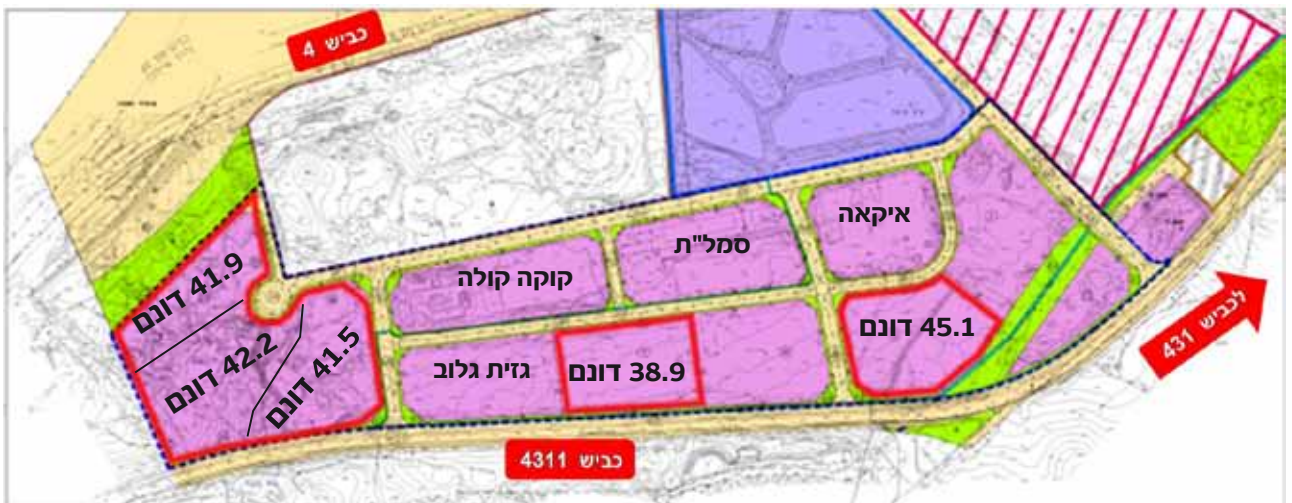 כביש 4
איקאה
סמל"ת
קוקה קולה
41.9 דונם
42.2 דונם
41.5 דונם
45.1 דונם
38.9 דונם
גזית גלוב
לכביש 431
כביש 4311